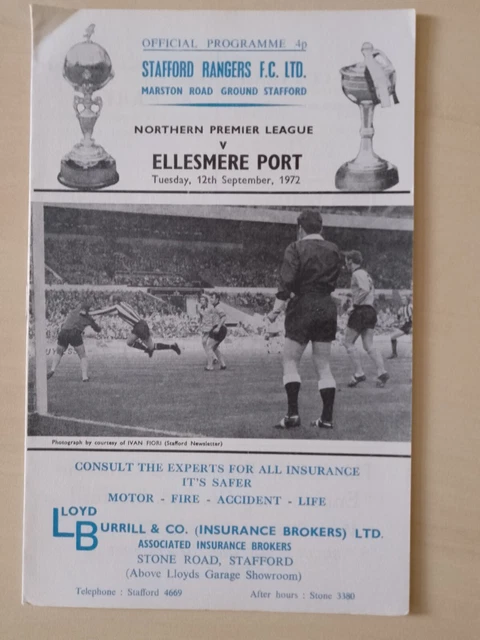 OFFICIAL PROGRAMME 4p
STAFFORD RANGERS F.C. LTD.
MARSTON ROAD GROUND STAFFORD
NORTHERN PREMIER LEAGUE
V
ELLESMERE PORT
Tuesday, 12th September, 1972
Photograph by courtesy of IVAN FIORI (Stafford Newsletter)
CONSULT THE EXPERTS FOR ALL INSURANCE
IT'S SAFER
MOTOR - FIRE - ACCIDENT - LIFE
LLOYD
BURRILL & CO. (INSURANCE BROKERS) LTD.
ASSOCIATED INSURANCE BROKERS
STONE ROAD, STAFFORD
(Above Lloyds Garage Showroom)
Telephone : Stafford 4669 After hours : Stone 3380